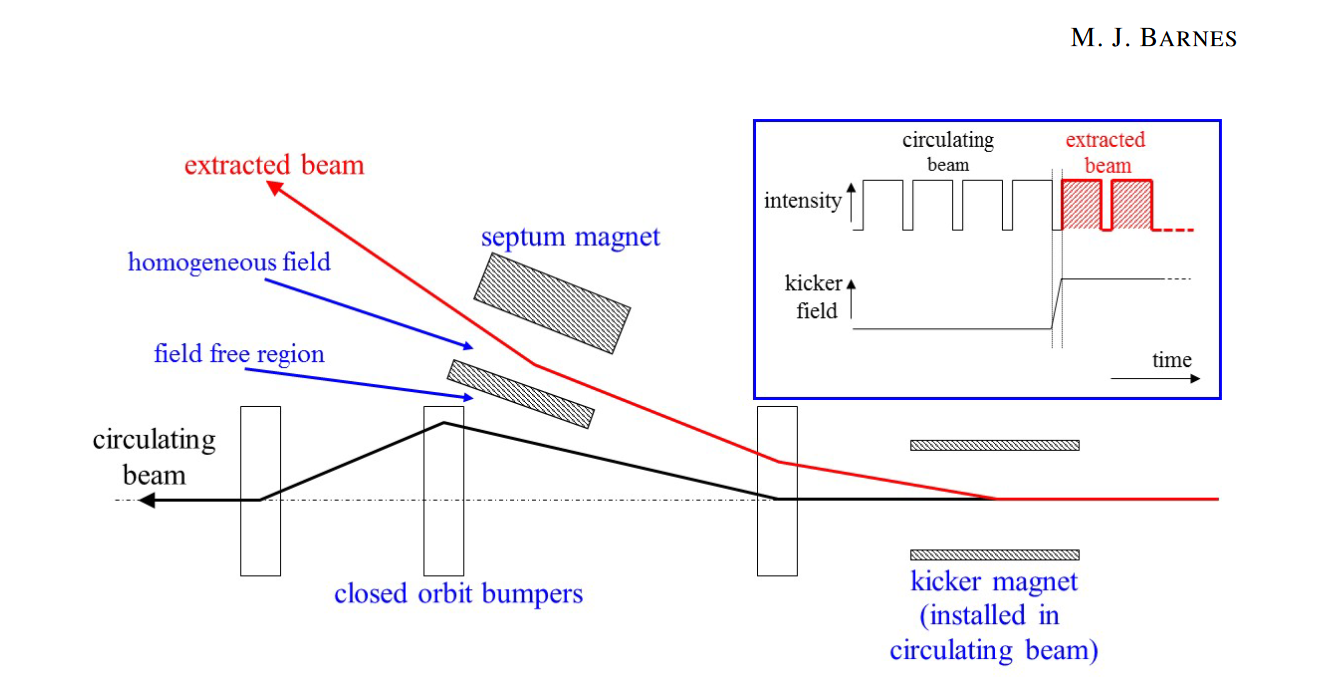 M. J. BARNES
extracted beam
septum magnet
homogeneous field
field free region
circulating
beam
closed orbit bumpers
kicker magnet
(installed in
circulating beam)
circulating
beam
extracted
beam
intensity
kicker
field
time